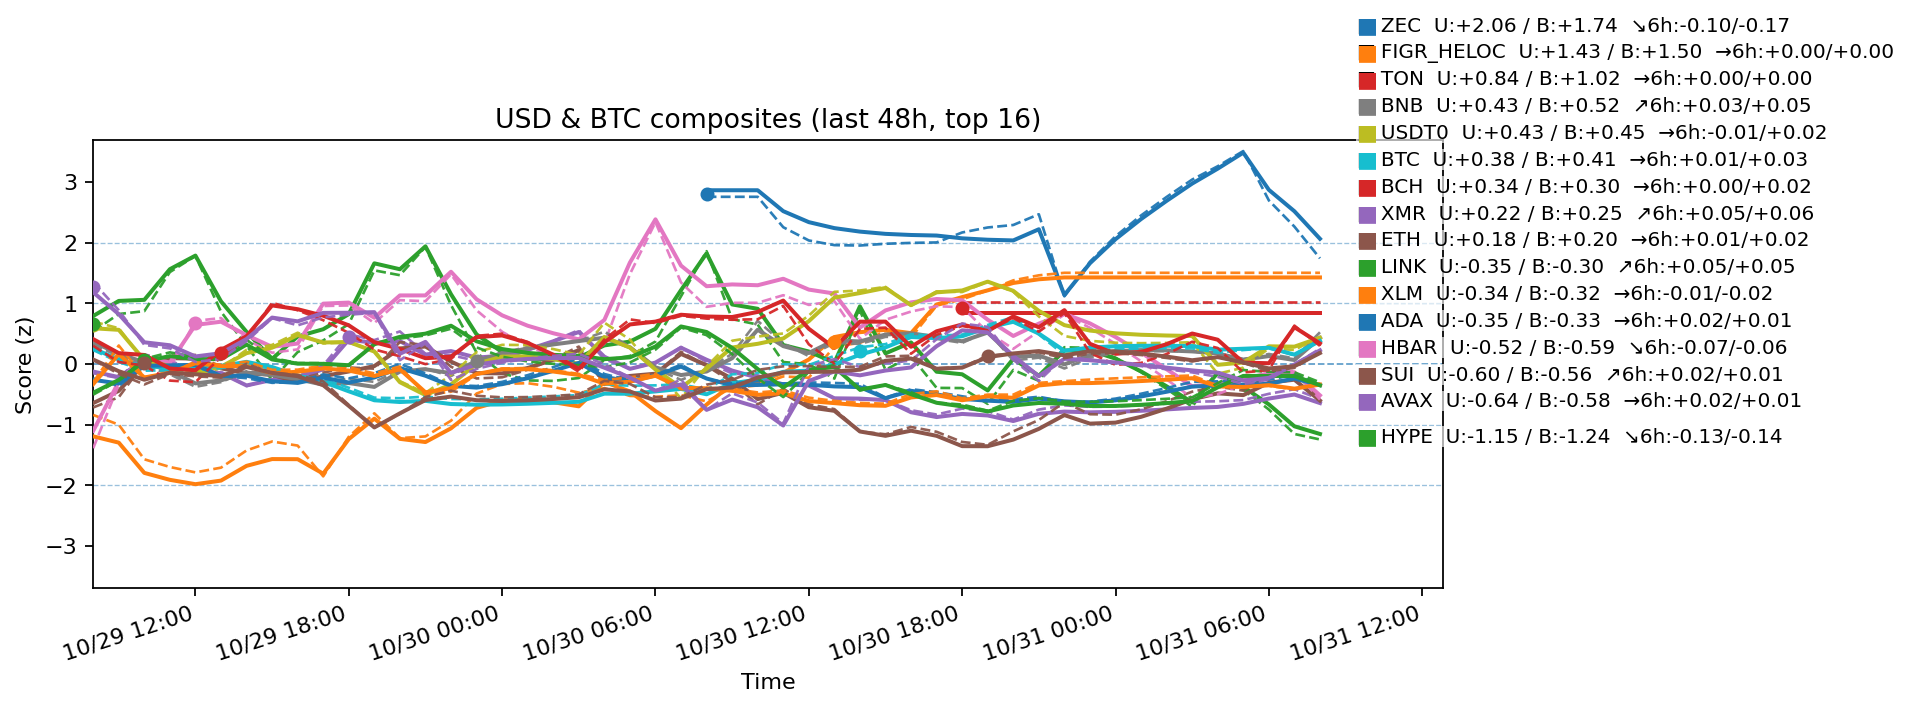 ZEC U:+2.06 / B:+1.74 ↘6h:-0.10/-0.17
FIGR_HELOC U:+1.43 / B:+1.50 →6h:+0.00/+0.00
TON U:+0.84 / B:+1.02 →6h:+0.00/+0.00
BNB U:+0.43 / B:+0.52 ↗6h:+0.03/+0.05
USDT0 U:+0.43 / B:+0.45 →6h:-0.01/+0.02
BTC U:+0.38 / B:+0.41 →6h:+0.01/+0.03
BCH U:+0.34 / B:+0.30 →6h:+0.00/+0.02
XMR U:+0.22 / B:+0.25 ↗6h:+0.05/+0.06
ETH U:+0.18 / B:+0.20 →6h:+0.01/+0.02
LINK U:-0.35 / B:-0.30 ↗6h:+0.05/+0.05
XLM U:-0.34 / B:-0.32 →6h:-0.01/-0.02
ADA U:-0.35 / B:-0.33 →6h:+0.02/+0.01
HBAR U:-0.52 / B:-0.59 ↘6h:-0.07/-0.06
SUI U:-0.60 / B:-0.56 ↗6h:+0.02/+0.01
AVAX U:-0.64 / B:-0.58 →6h:+0.02/+0.01
HYPE U:-1.15 / B:-1.24 ↘6h:-0.13/-0.14
USD & BTC composites (last 48h, top 16)
Score (z)
3
2
1
0
−1
−2
−3
10/29 12:00
10/29 18:00
10/30 00:00
10/30 06:00
10/30 12:00
10/30 18:00
10/31 00:00
10/31 06:00
10/31 12:00
Time